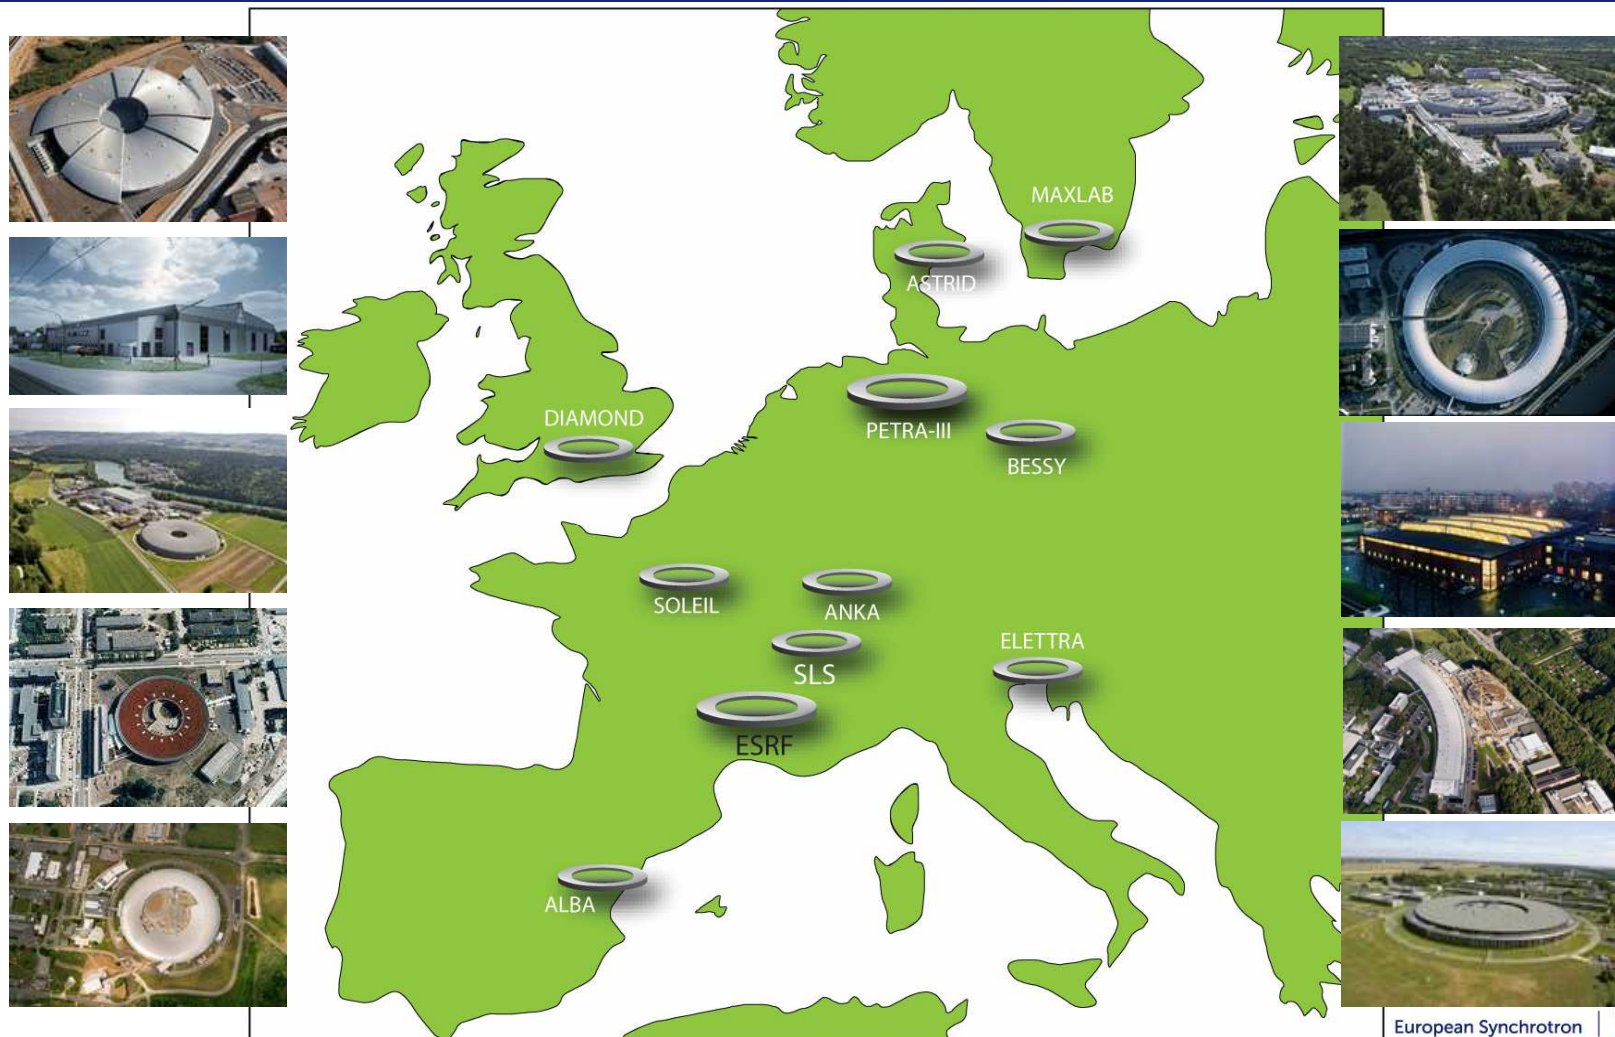 MAXLAB
ASTRID
DIAMOND
PETRA-III
BESSY
SOLEIL
ANKA
ELETTRA
SLS
ESRF
ALBA
European Synchrotron